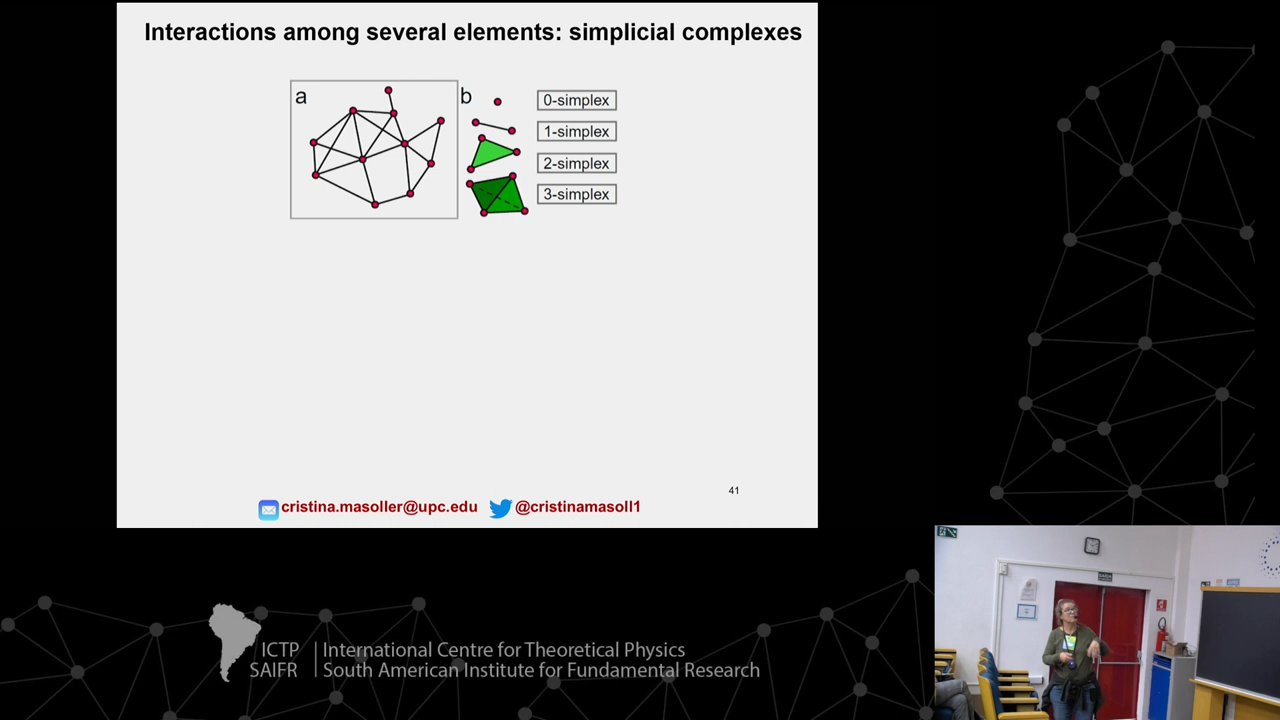 Interactions among several elements: simplicial complexes
a
b
0-simplex
1-simplex
2-simplex
3-simplex
41
cristina.masoller@upc.edu @cristinamasoll1
ICTP
SAIFR
International Centre for Theoretical Physics
South American Institute for Fundamental Research